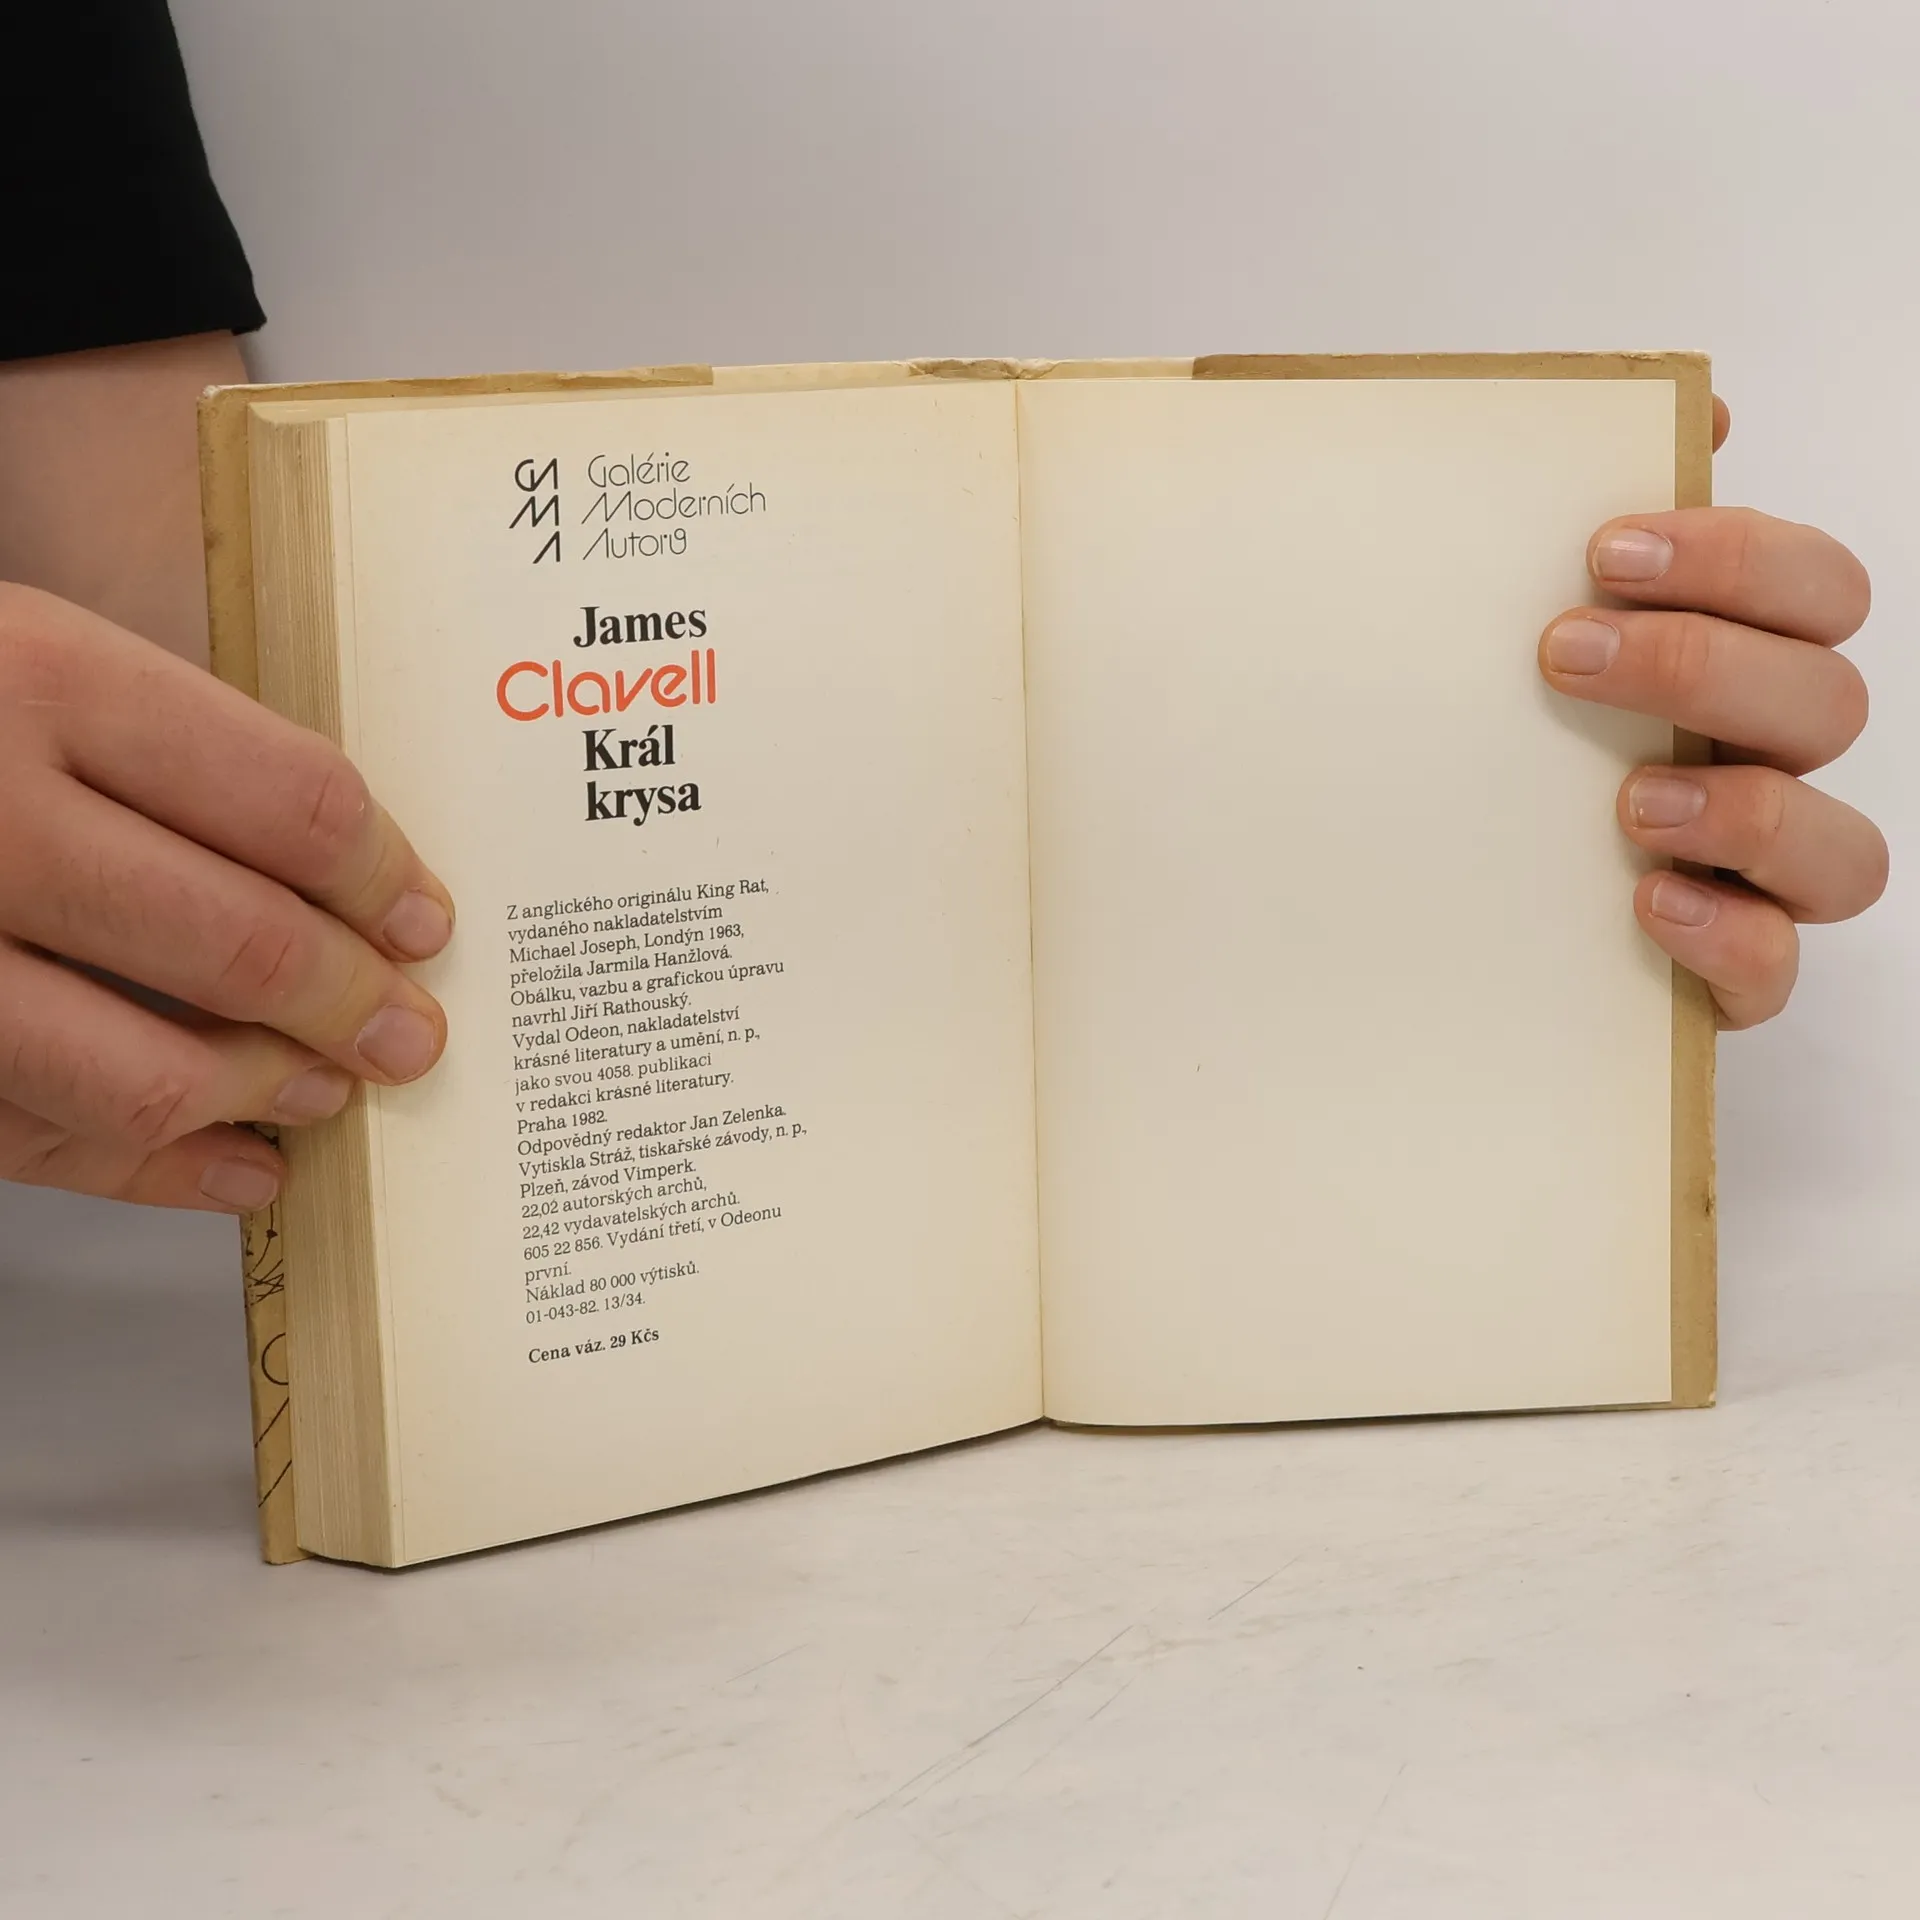 GM Galérie
M Moderních
A Autorů
James
Clavell
Král
krysa
Z anglického originálu King Rat,
vydaného nakladatelstvím
Michael Joseph, Londýn 1963,
přeložila Jarmila Hanžlová.
Obálku, vazbu a grafickou úpravu
navrhl Jiří Rathouský.
Vydal Odeon, nakladatelství
krásné literatury a umění, n. p.,
jako svou 4058. publikaci
v redakci krásné literatury.
Praha 1982.
Odpovědný redaktor Jan Zelenka.
Vytiskla Stráž, tiskařské závody, n. p.,
Plzeň, závod Vimperk.
22,02 autorských archů,
22,42 vydavatelských archů.
605 22 856. Vydání třetí, v Odeonu
první.
Náklad 80 000 výtisků.
01-043-82. 13/34.
Cena váz. 29 Kčs